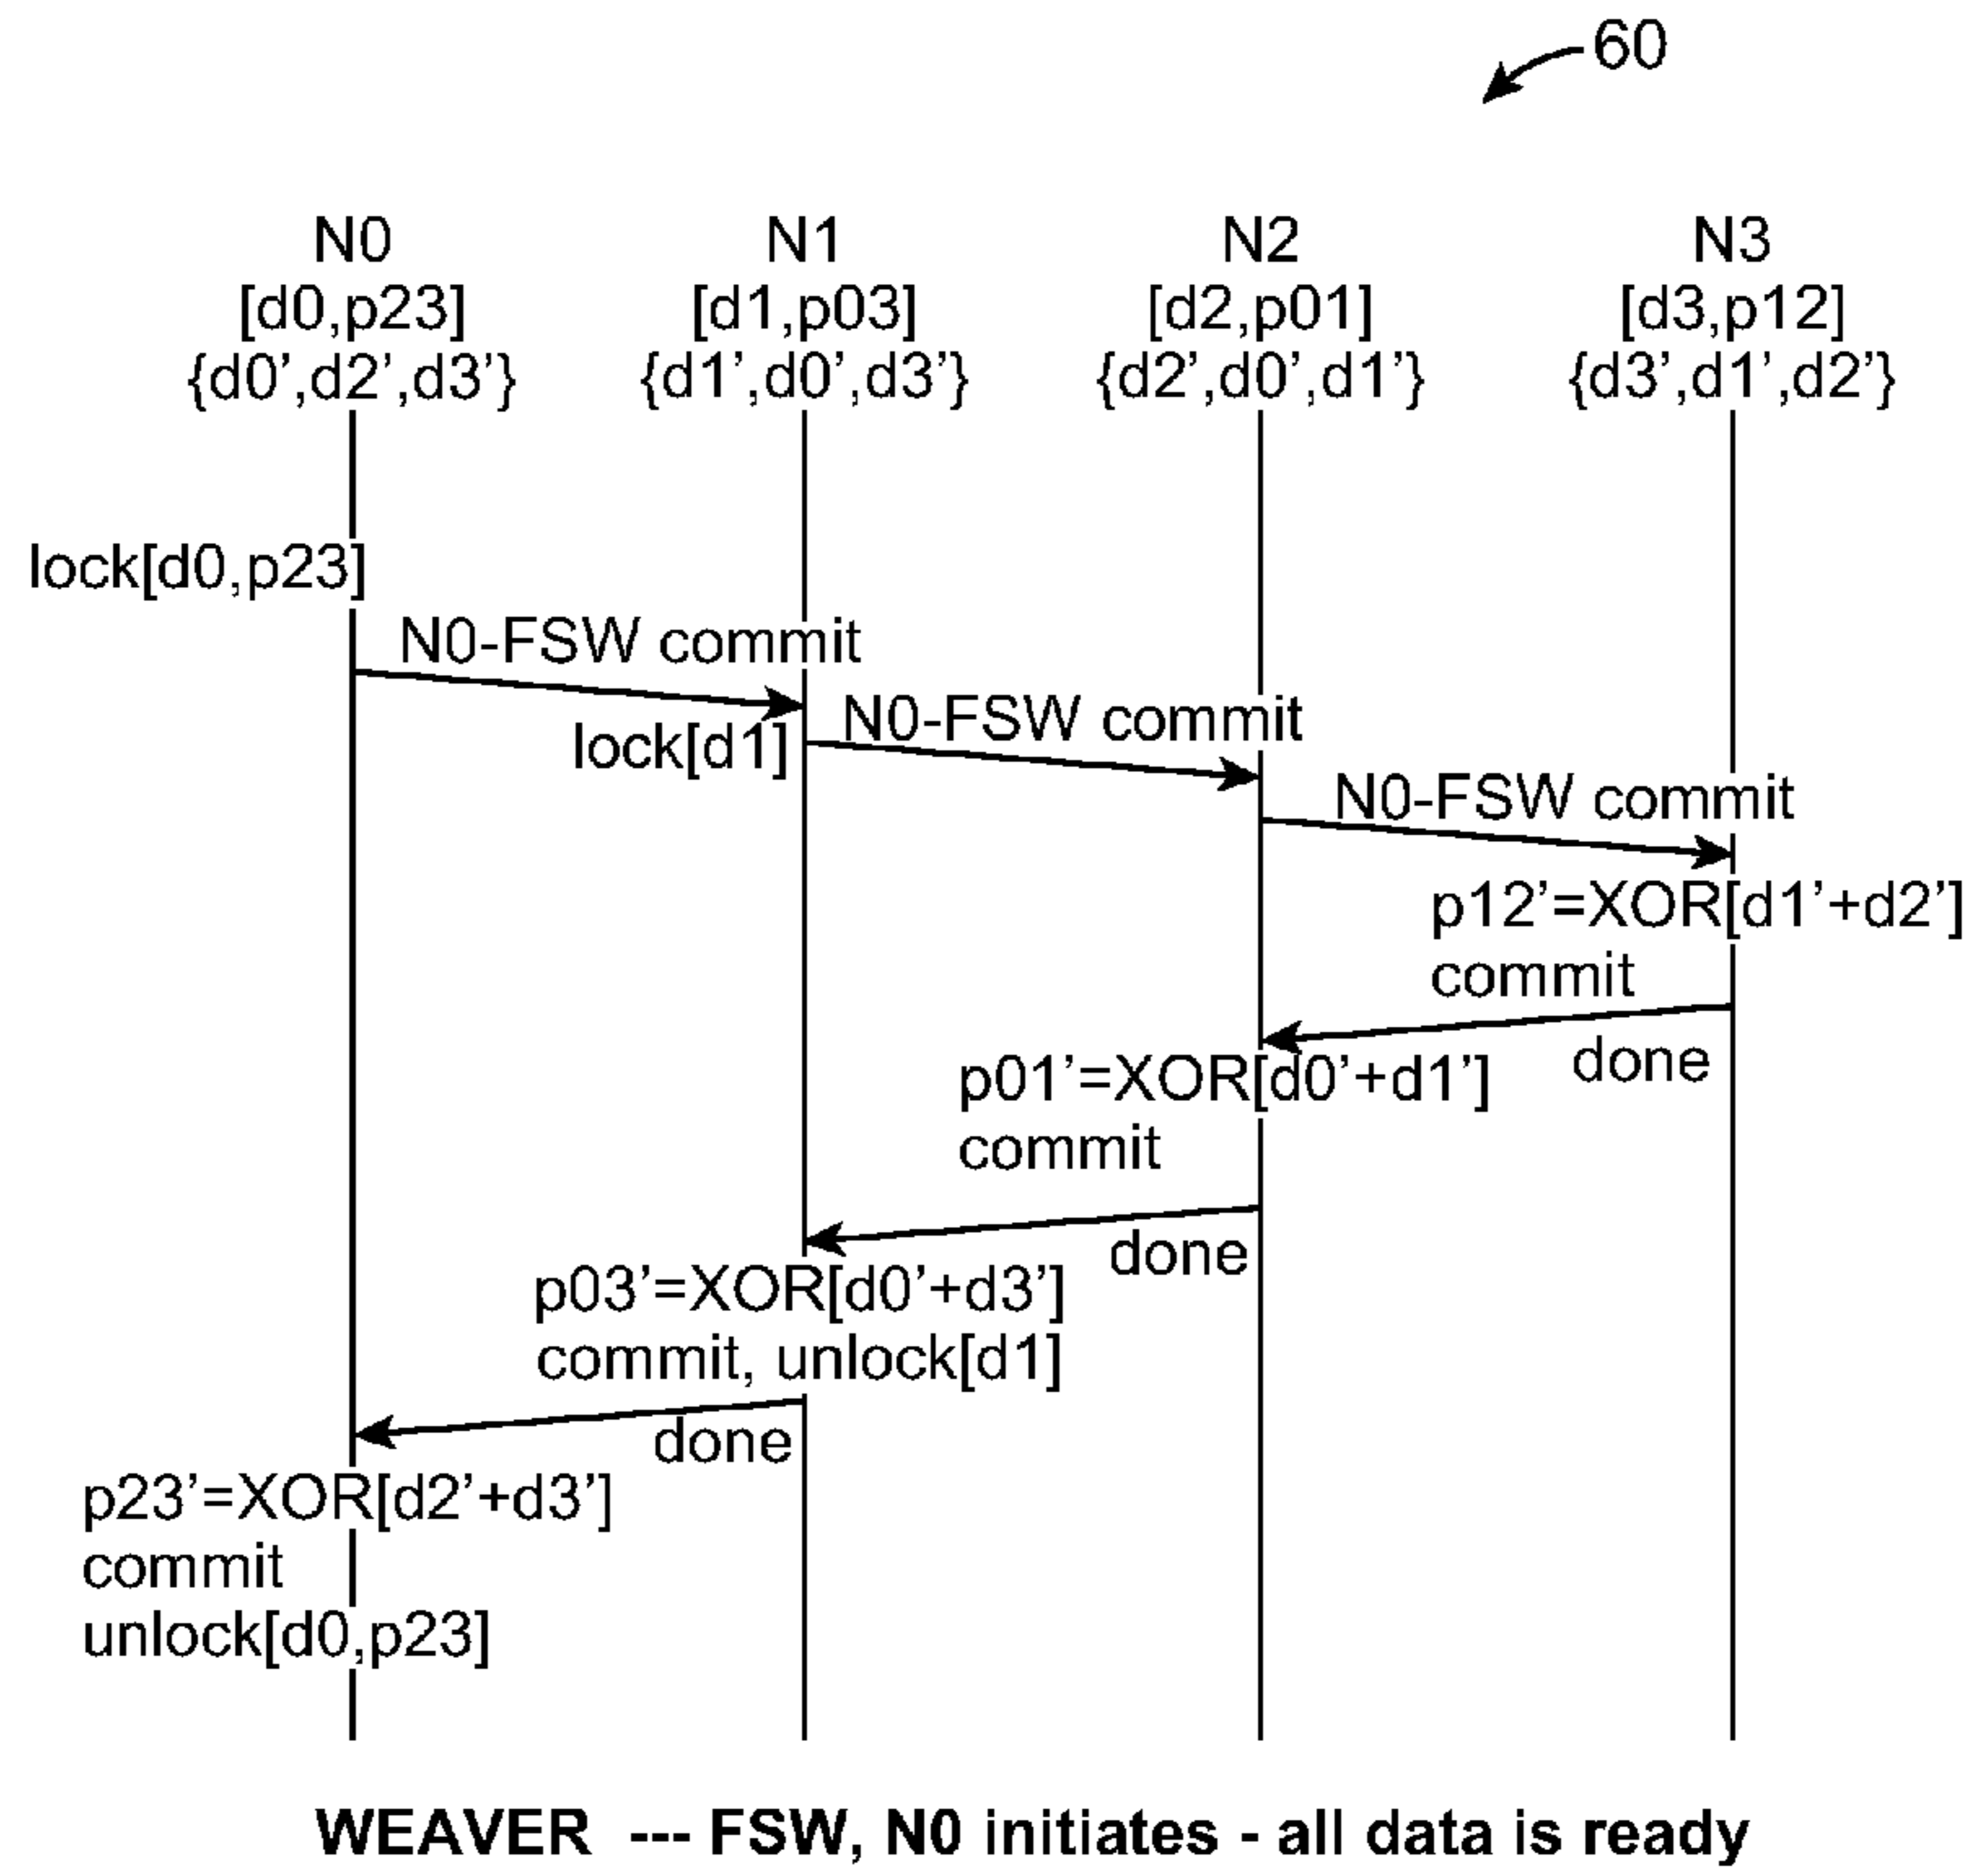 60
N0
[d0,p23]
{d0’,d2’,d3’}
N1
[d1,p03]
{d1’,d0’,d3’}
N2
[d2,p01]
{d2’,d0’,d1’}
N3
[d3,p12]
{d3’,d1’,d2’}
lock[d0,p23]
N0-FSW commit
lock[d1]
N0-FSW commit
N0-FSW commit
p12’=XOR[d1’+d2’]
commit
done
p01’=XOR[d0’+d1’]
commit
done
p03’=XOR[d0’+d3’]
commit, unlock[d1]
done
p23’=XOR[d2’+d3’]
commit
unlock[d0,p23]
WEAVER --- FSW, N0 initiates - all data is ready